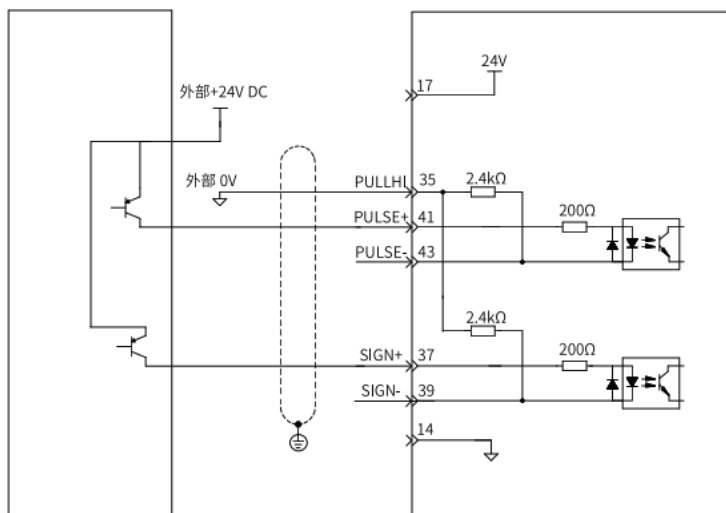 24V
17
外部+24V DC
外部 0V
PULLHI
35
2.4kΩ
PULSE+
41
200Ω
PULSE-
43
2.4kΩ
SIGN+
37
200Ω
SIGN-
39
14